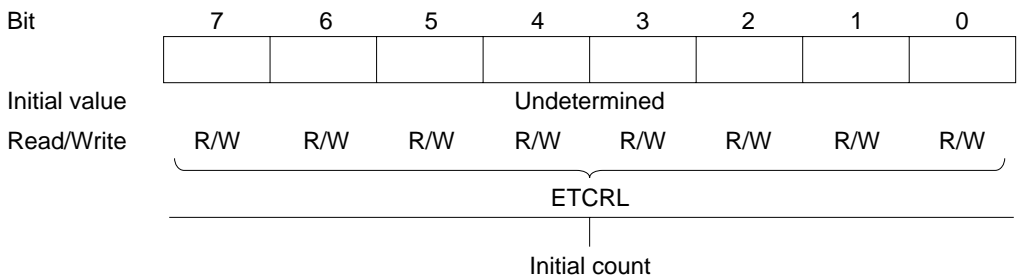 Bit 7 6 5 4 3 2 1 0
Initial value Undetermined
Read/Write R/W R/W R/W R/W R/W R/W R/W R/W
ETCRL
Initial count